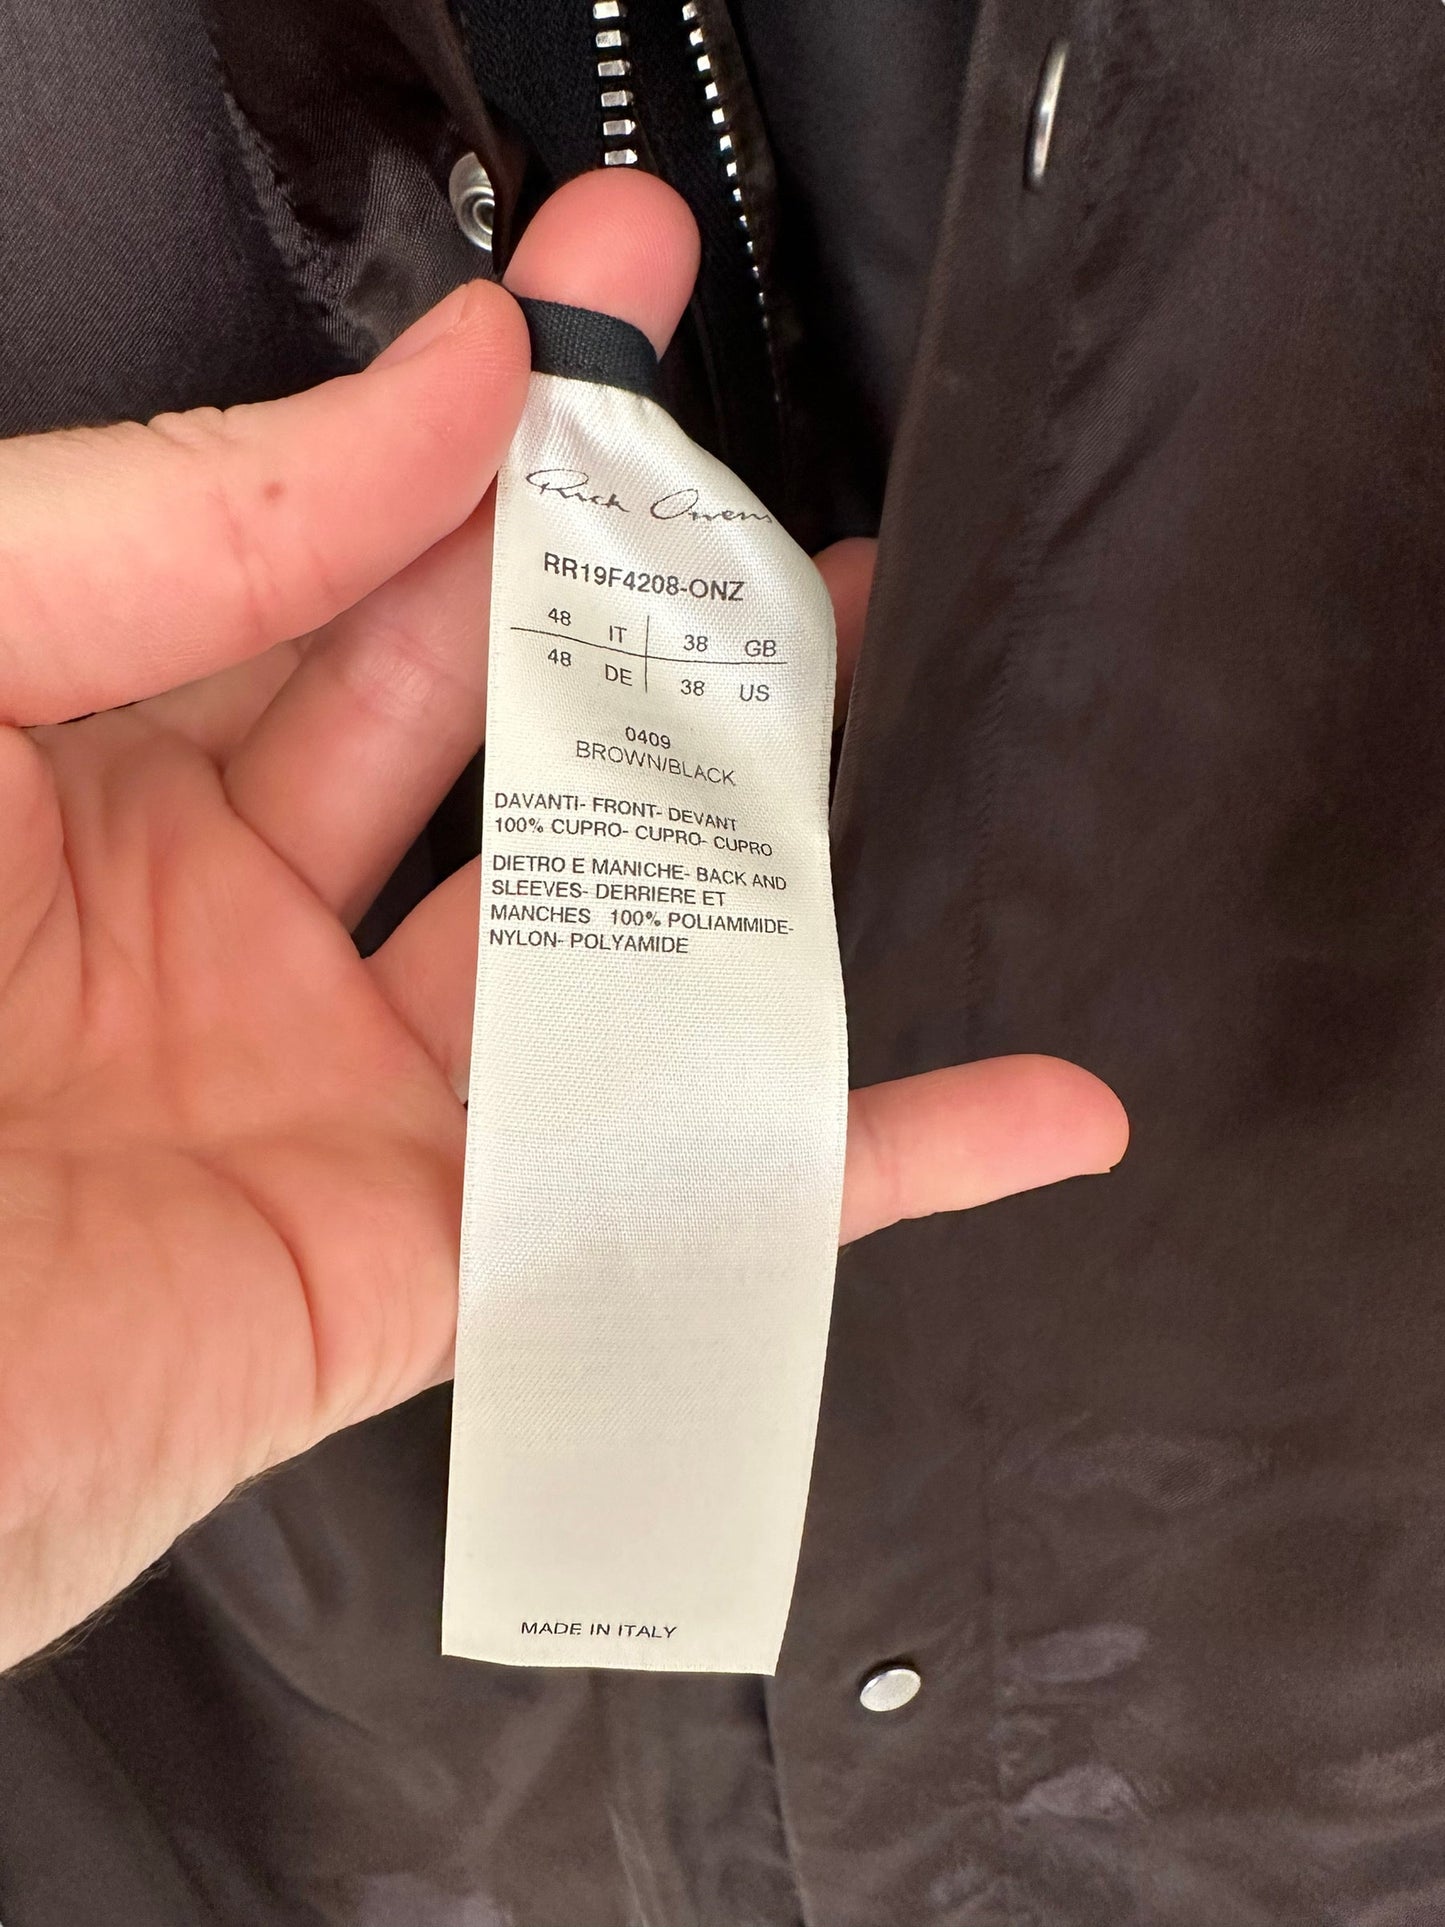 Rick Owens
RR19F4208-ONZ
48 IT 38 GB
48 DE 38 US
0409
BROWN/BLACK
DAVANTI- FRONT- DEVANT
100% CUPRO- CUPRO- CUPRO
DIETRO E MANICHE- BACK AND
SLEEVES- DERRIERE ET
MANCHES 100% POLIAMMIDE-
NYLON- POLYAMIDE
MADE IN ITALY